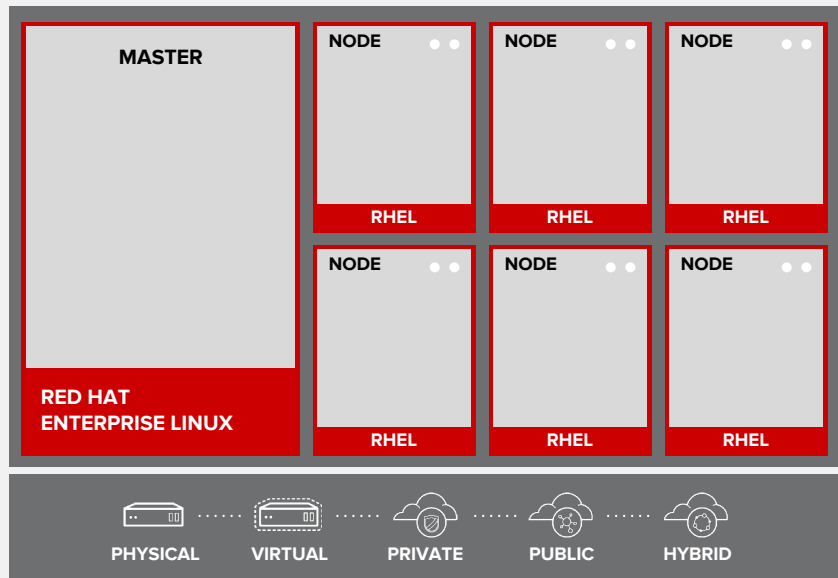 MASTER
RED HAT
ENTERPRISE LINUX
NODE
RHEL
NODE
RHEL
NODE
RHEL
NODE
RHEL
NODE
RHEL
NODE
RHEL
PHYSICAL
VIRTUAL
PRIVATE
PUBLIC
HYBRID